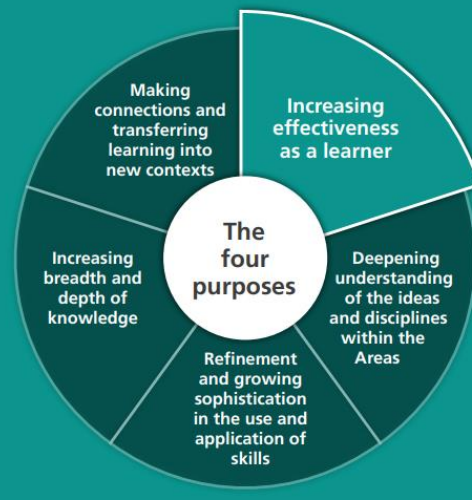 Making
connections and
transferring
learning into
new contexts
Increasing
effectiveness
as a learner
The
four
purposes
Increasing
breadth and
depth of
knowledge
Deepening
understanding
of the ideas
and disciplines
within the
Areas
Refinement
and growing
sophistication
in the use and
application of
skills